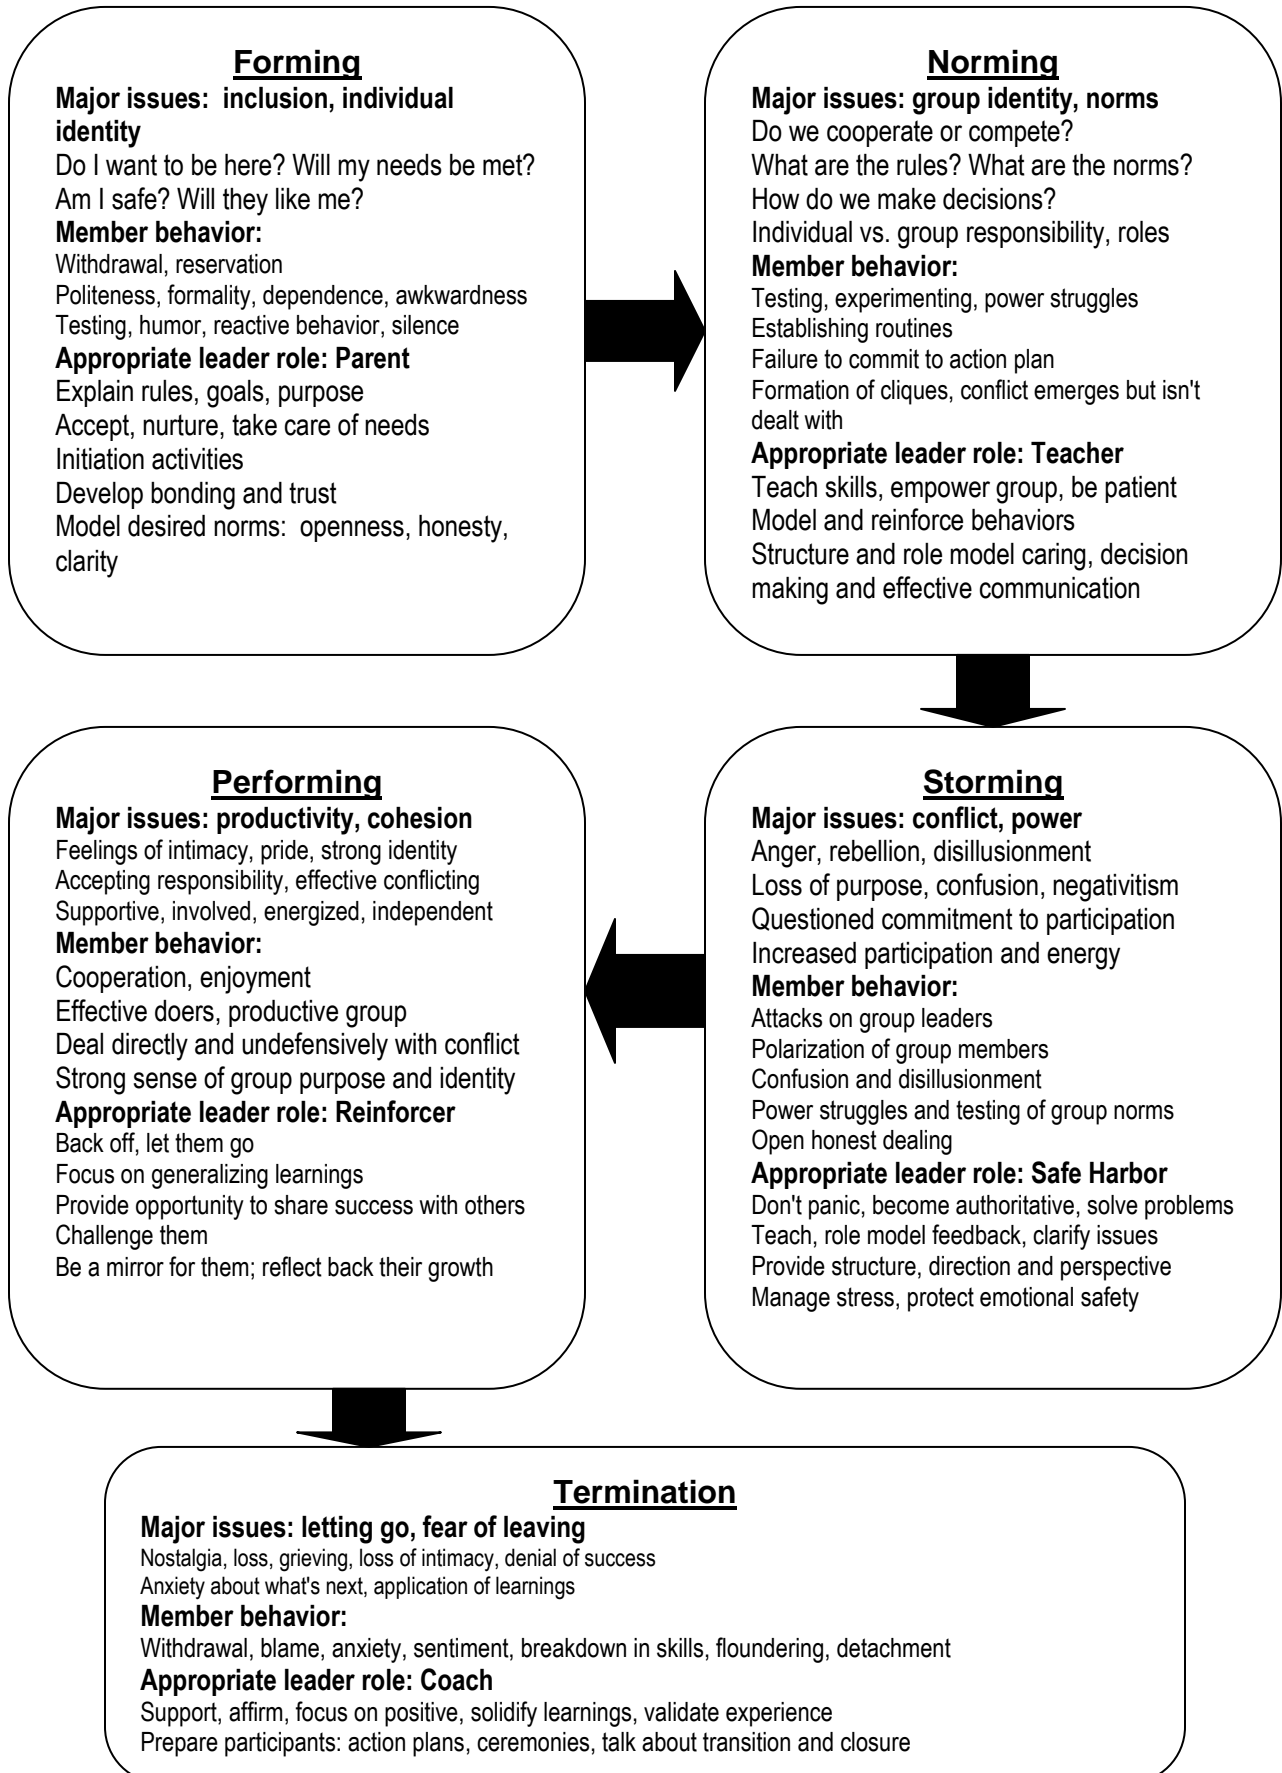 Forming
Major issues:  inclusion, individual
identity
Do I want to be here? Will my needs be met?
Am I safe? Will they like me?
Member behavior:
Withdrawal, reservation
Politeness, formality, dependence, awkwardness
Testing, humor, reactive behavior, silence
Appropriate leader role: Parent
Explain rules, goals, purpose
Accept, nurture, take care of needs
Initiation activities
Develop bonding and trust
Model desired norms:  openness, honesty,
clarity
Norming
Major issues: group identity, norms
Do we cooperate or compete?
What are the rules? What are the norms?
How do we make decisions?
Individual vs. group responsibility, roles
Member behavior:
Testing, experimenting, power struggles
Establishing routines
Failure to commit to action plan
Formation of cliques, conflict emerges but isn't
dealt with
Appropriate leader role: Teacher
Teach skills, empower group, be patient
Model and reinforce behaviors
Structure and role model caring, decision
making and effective communication
Storming
Major issues: conflict, power
Anger, rebellion, disillusionment
Loss of purpose, confusion, negativitism
Questioned commitment to participation
Increased participation and energy
Member behavior:
Attacks on group leaders
Polarization of group members
Confusion and disillusionment
Power struggles and testing of group norms
Open honest dealing
Appropriate leader role: Safe Harbor
Don't panic, become authoritative, solve problems
Teach, role model feedback, clarify issues
Provide structure, direction and perspective
Manage stress, protect emotional safety
Performing
Major issues: productivity, cohesion
Feelings of intimacy, pride, strong identity
Accepting responsibility, effective conflicting
Supportive, involved, energized, independent
Member behavior:
Cooperation, enjoyment
Effective doers, productive group
Deal directly and undefensively with conflict
Strong sense of group purpose and identity
Appropriate leader role: Reinforcer
Back off, let them go
Focus on generalizing learnings
Provide opportunity to share success with others
Challenge them
Be a mirror for them; reflect back their growth
Termination
Major issues: letting go, fear of leaving
Nostalgia, loss, grieving, loss of intimacy, denial of success
Anxiety about what's next, application of learnings
Member behavior:
Withdrawal, blame, anxiety, sentiment, breakdown in skills, floundering, detachment
Appropriate leader role: Coach
Support, affirm, focus on positive, solidify learnings, validate experience
Prepare participants: action plans, ceremonies, talk about transition and closure